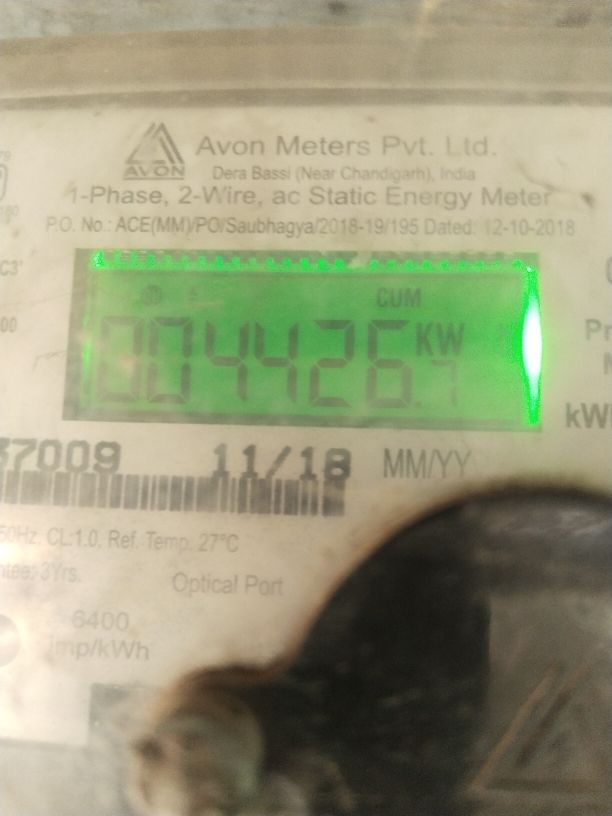 Avon Meters Pvt. Ltd.
AVON
Dera Bassi (Near Chandigarh), India
1-Phase, 2-Wire, ac Static Energy Meter
P.O. No.: ACE(MM)/PO/Saubhagya/2018-19/195 Dated: 12-10-2018
CUM
004426.7 KW
37009 11/18 MM/YY
50Hz, CL:1.0, Ref. Temp. 27°C
3Yrs.
Optical Port
6400
imp/kWh